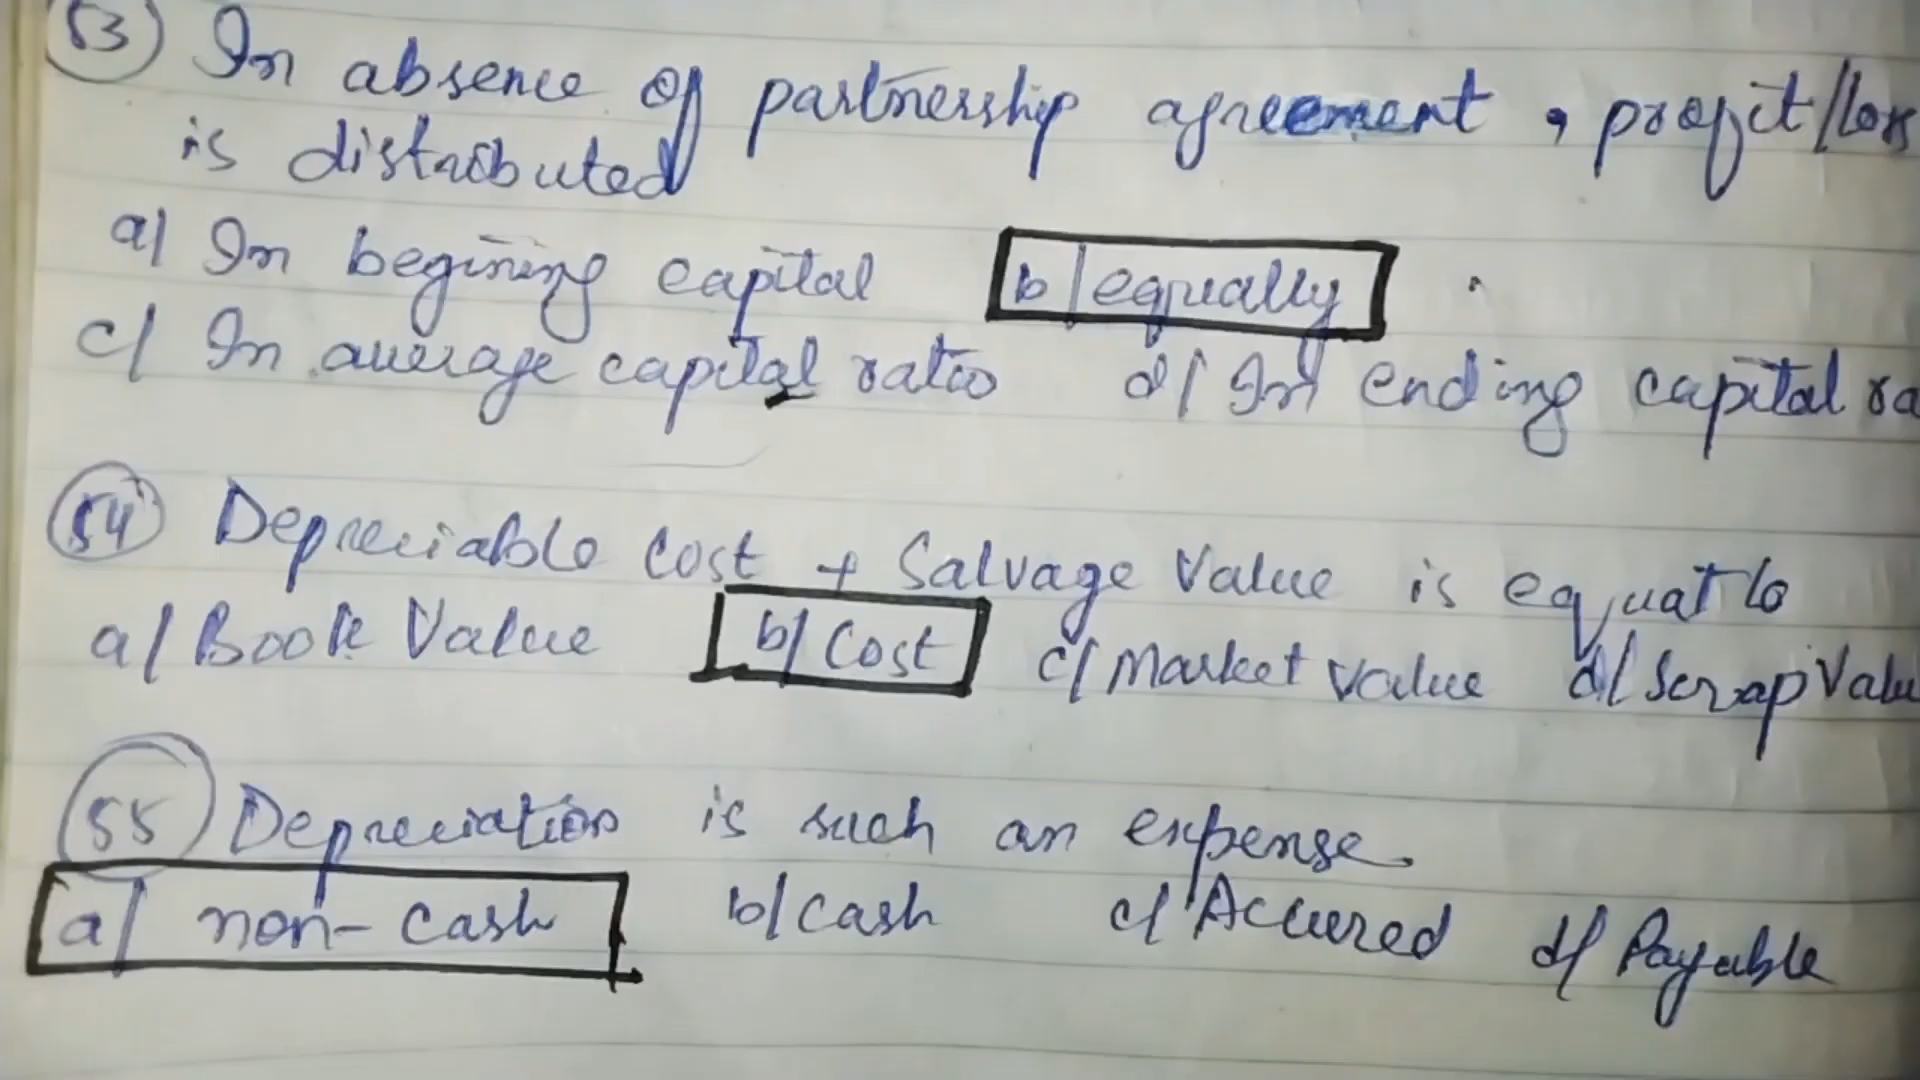 53 In absence of partnership agreement, profit/loss
is distributed
a) In begining capital b) equally
c) In average capital ratio d) In ending capital ra
54 Depreciable Cost + Salvage Value is equal to
a) Book Value b) Cost c) Market Value d) Scrap Valu
55 Depreciation is such an expense.
a) non-cash b) Cash c) Accured d) Payable